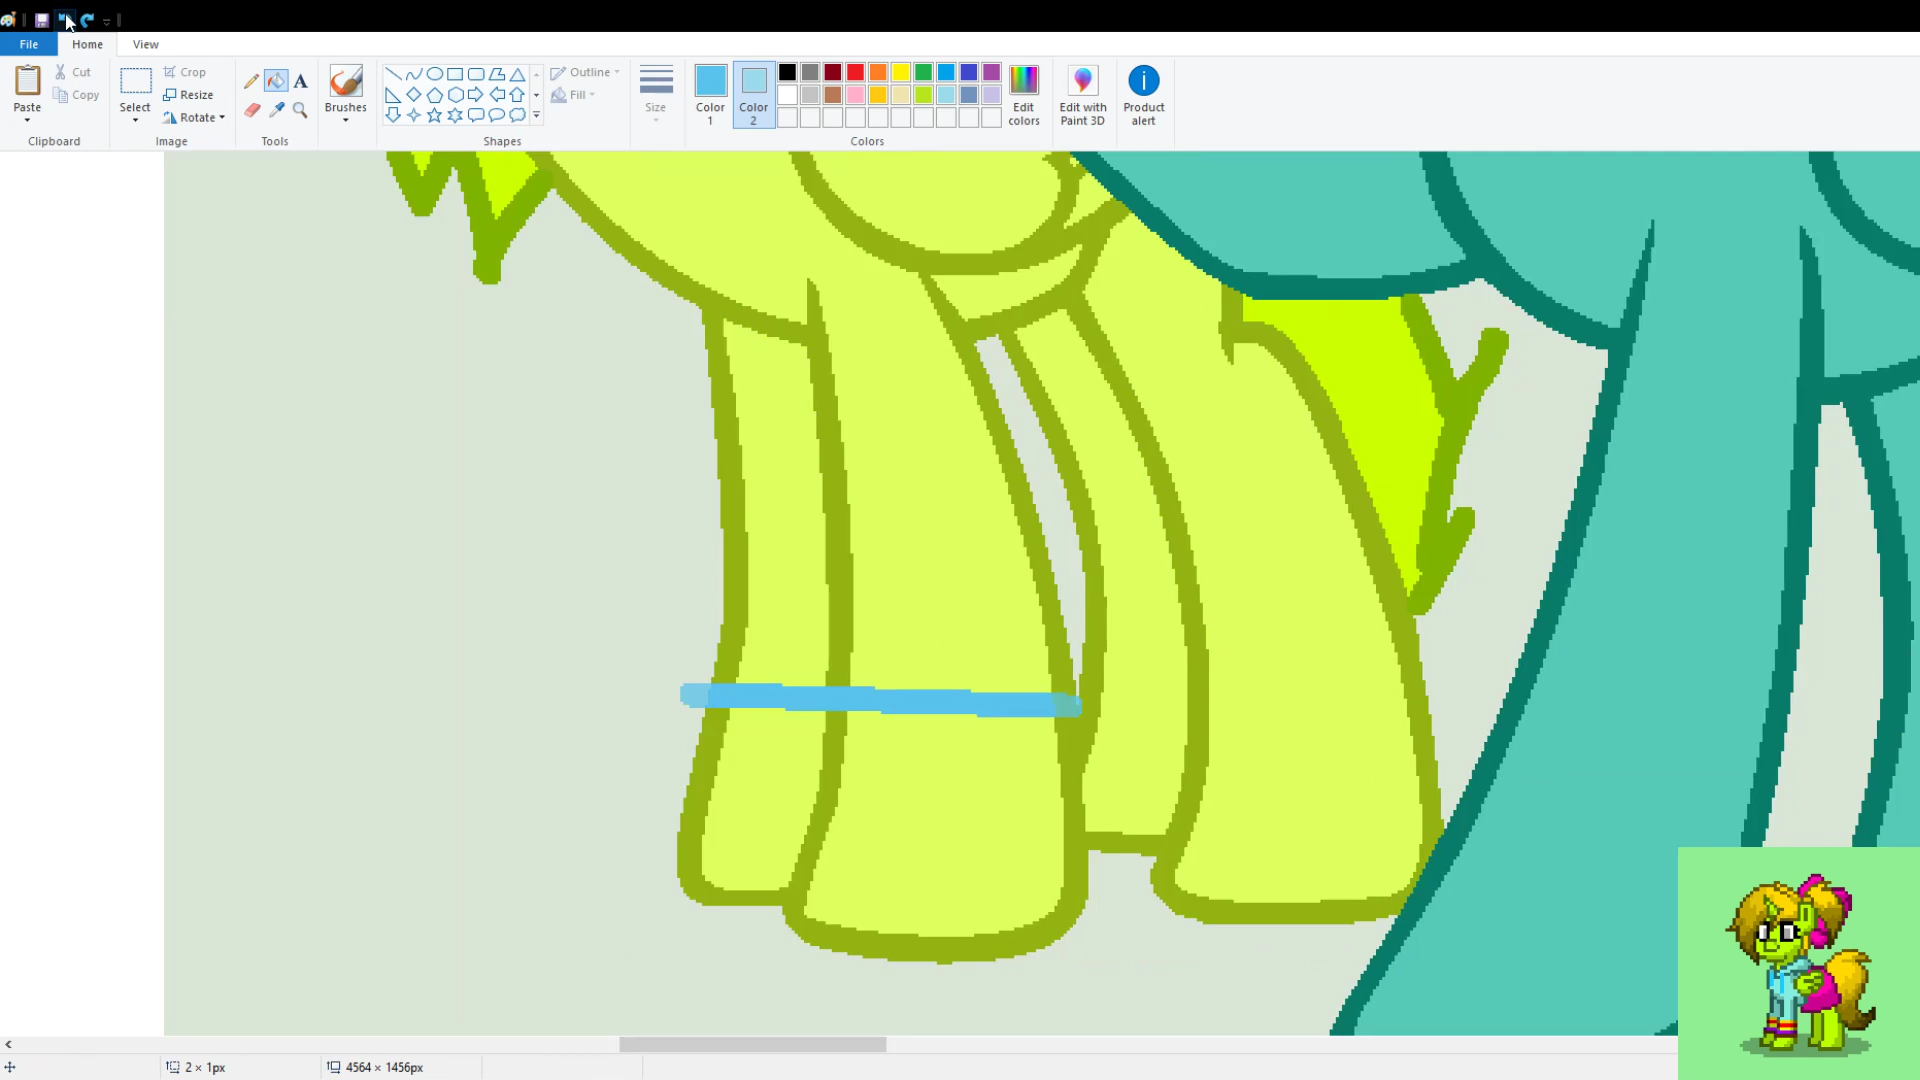 File Home View
Paste
Cut
Copy
Clipboard
Select
Crop
Resize
Rotate
Image
A
Tools
Brushes
Shapes
Outline
Fill
Size
Color
1
Color
2
Edit
colors
Colors
Edit with
Paint 3D
Product
alert
2 × 1px
4564 × 1456px